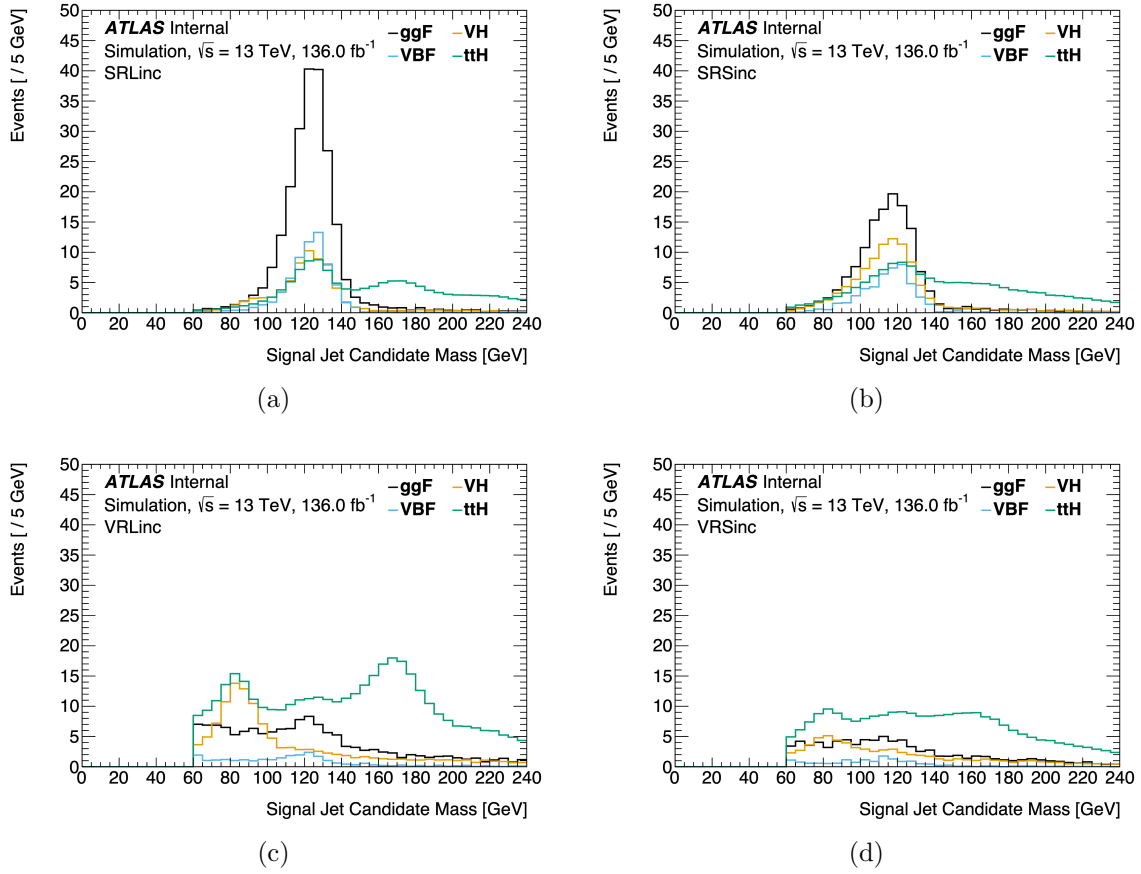 ATLAS Internal
Simulation, √s = 13 TeV, 136.0 fb⁻¹
SRLinc
ggF VH
VBF ttH
Events [ / 5 GeV]
50
45
40
35
30
25
20
15
10
5
0
0 20 40 60 80 100 120 140 160 180 200 220 240
Signal Jet Candidate Mass [GeV]
(a)
ATLAS Internal
Simulation, √s = 13 TeV, 136.0 fb⁻¹
SRSinc
ggF VH
VBF ttH
Events [ / 5 GeV]
50
45
40
35
30
25
20
15
10
5
0
0 20 40 60 80 100 120 140 160 180 200 220 240
Signal Jet Candidate Mass [GeV]
(b)
ATLAS Internal
Simulation, √s = 13 TeV, 136.0 fb⁻¹
VRLinc
ggF VH
VBF ttH
Events [ / 5 GeV]
50
45
40
35
30
25
20
15
10
5
0
0 20 40 60 80 100 120 140 160 180 200 220 240
Signal Jet Candidate Mass [GeV]
(c)
ATLAS Internal
Simulation, √s = 13 TeV, 136.0 fb⁻¹
VRSinc
ggF VH
VBF ttH
Events [ / 5 GeV]
50
45
40
35
30
25
20
15
10
5
0
0 20 40 60 80 100 120 140 160 180 200 220 240
Signal Jet Candidate Mass [GeV]
(d)